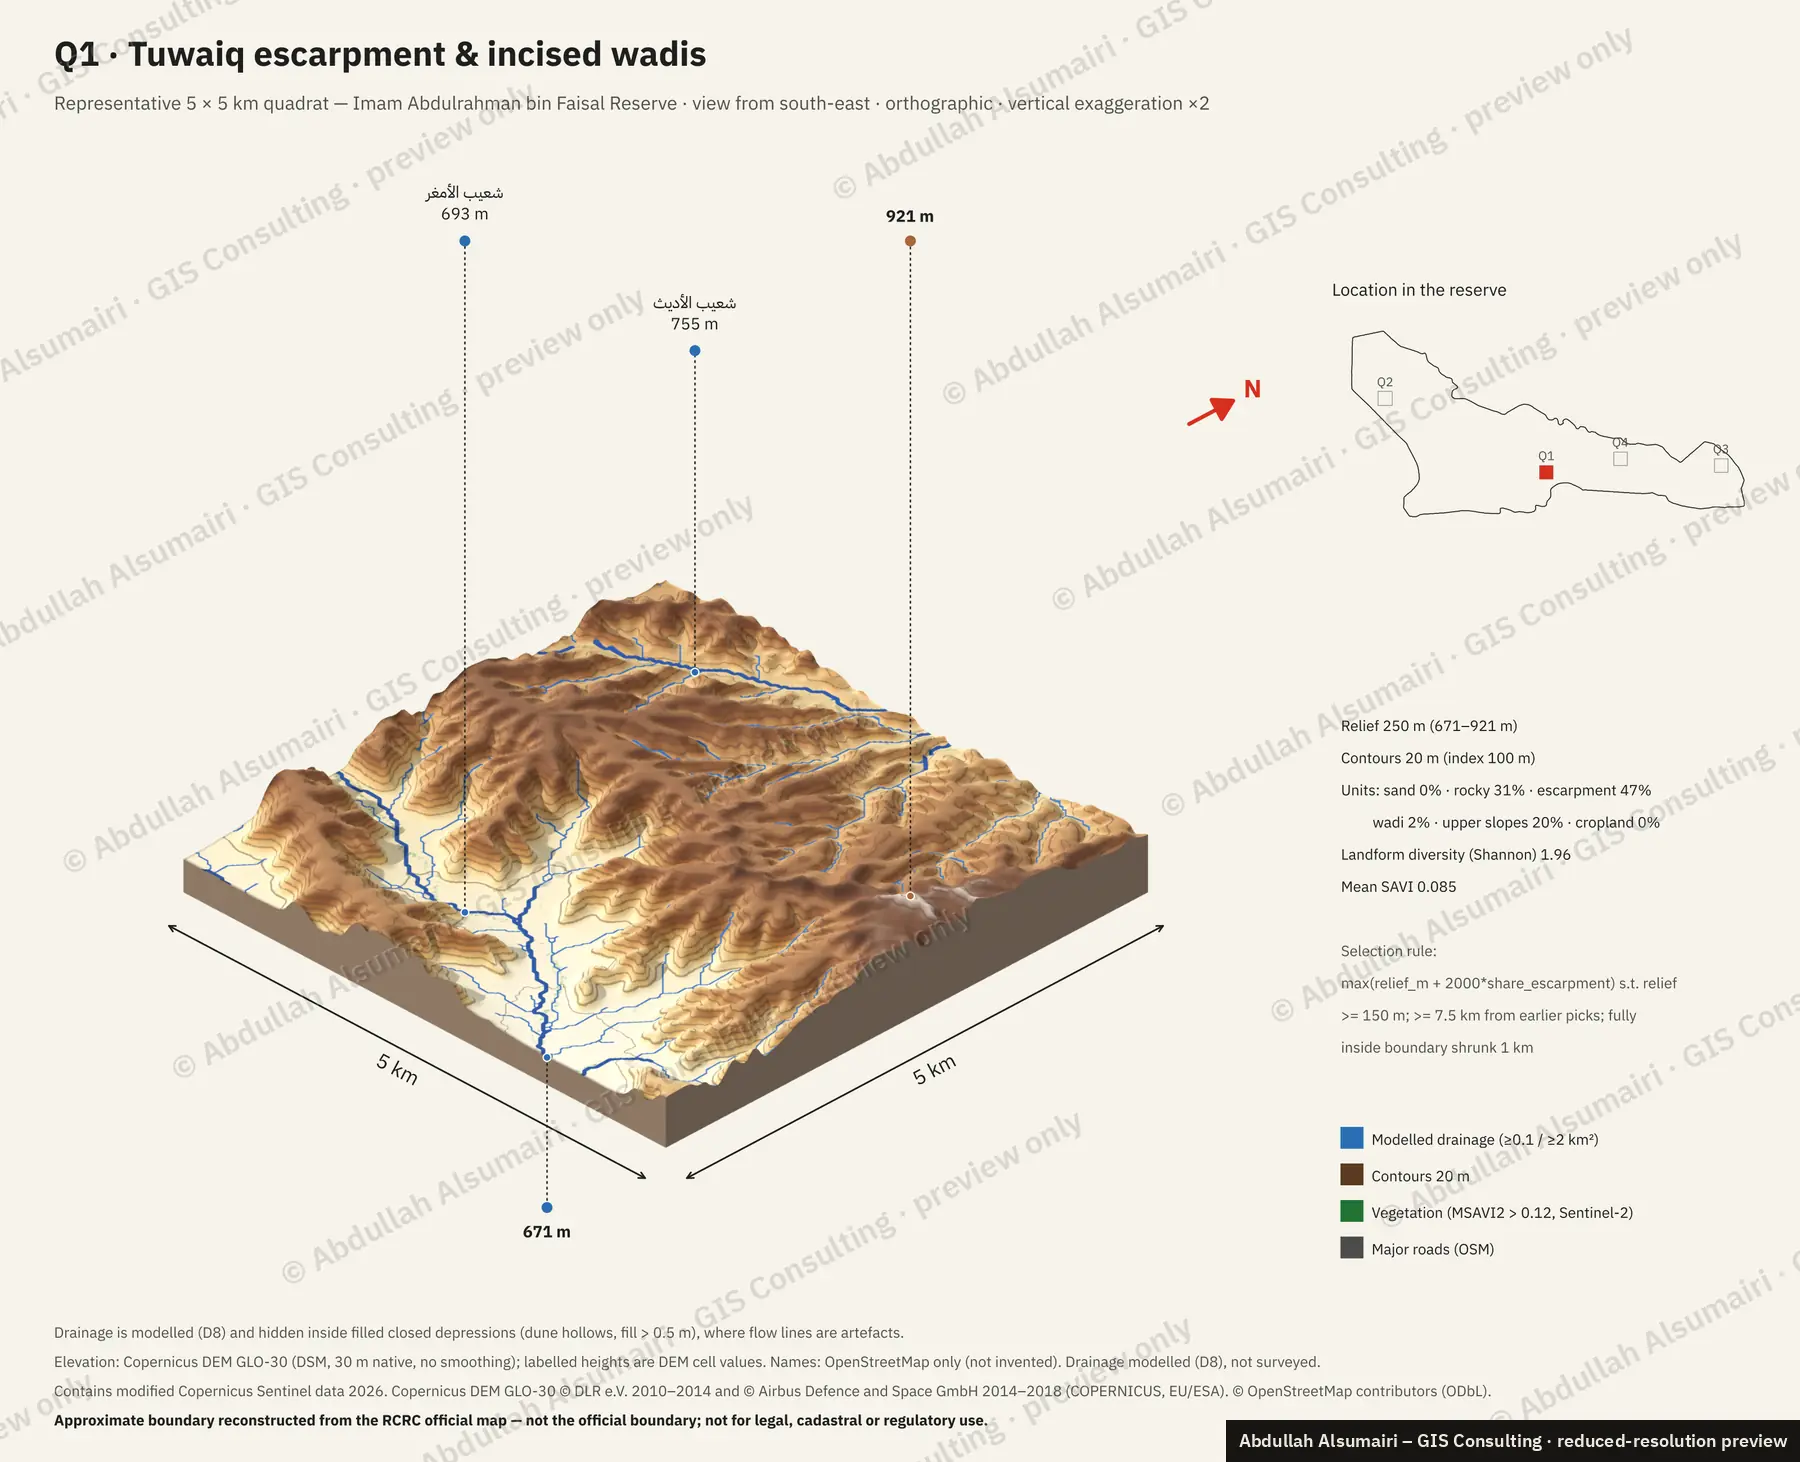 Q1 · Tuwaiq escarpment & incised wadis
Representative 5 × 5 km quadrat — Imam Abdulrahman bin Faisal Reserve · view from south-east · orthographic · vertical exaggeration ×2
شعيب الأمغر
693 m
921 m
شعيب الأديث
755 m
Location in the reserve
N
Q2
Q4
Q3
Q1
Relief 250 m (671–921 m)
Contours 20 m (index 100 m)
Units: sand 0% · rocky 31% · escarpment 47%
wadi 2% · upper slopes 20% · cropland 0%
Landform diversity (Shannon) 1.96
Mean SAVI 0.085
Selection rule:
max(relief_m + 2000*share_escarpment) s.t. relief
>= 150 m; >= 7.5 km from earlier picks; fully
inside boundary shrunk 1 km
5 km
5 km
671 m
Modelled drainage (≥0.1 / ≥2 km²)
Contours 20 m
Vegetation (MSAVI2 > 0.12, Sentinel-2)
Major roads (OSM)
Drainage is modelled (D8) and hidden inside filled closed depressions (dune hollows, fill > 0.5 m), where flow lines are artefacts.
Elevation: Copernicus DEM GLO-30 (DSM, 30 m native, no smoothing); labelled heights are DEM cell values. Names: OpenStreetMap only (not invented). Drainage modelled (D8), not surveyed.
Contains modified Copernicus Sentinel data 2026. Copernicus DEM GLO-30 © DLR e.V. 2010–2014 and © Airbus Defence and Space GmbH 2014–2018 (COPERNICUS, EU/ESA). © OpenStreetMap contributors (ODbL).
Approximate boundary reconstructed from the RCRC official map — not the official boundary; not for legal, cadastral or regulatory use.
Abdullah Alsumairi – GIS Consulting · reduced-resolution preview
© Abdullah Alsumairi · GIS Consulting · preview only